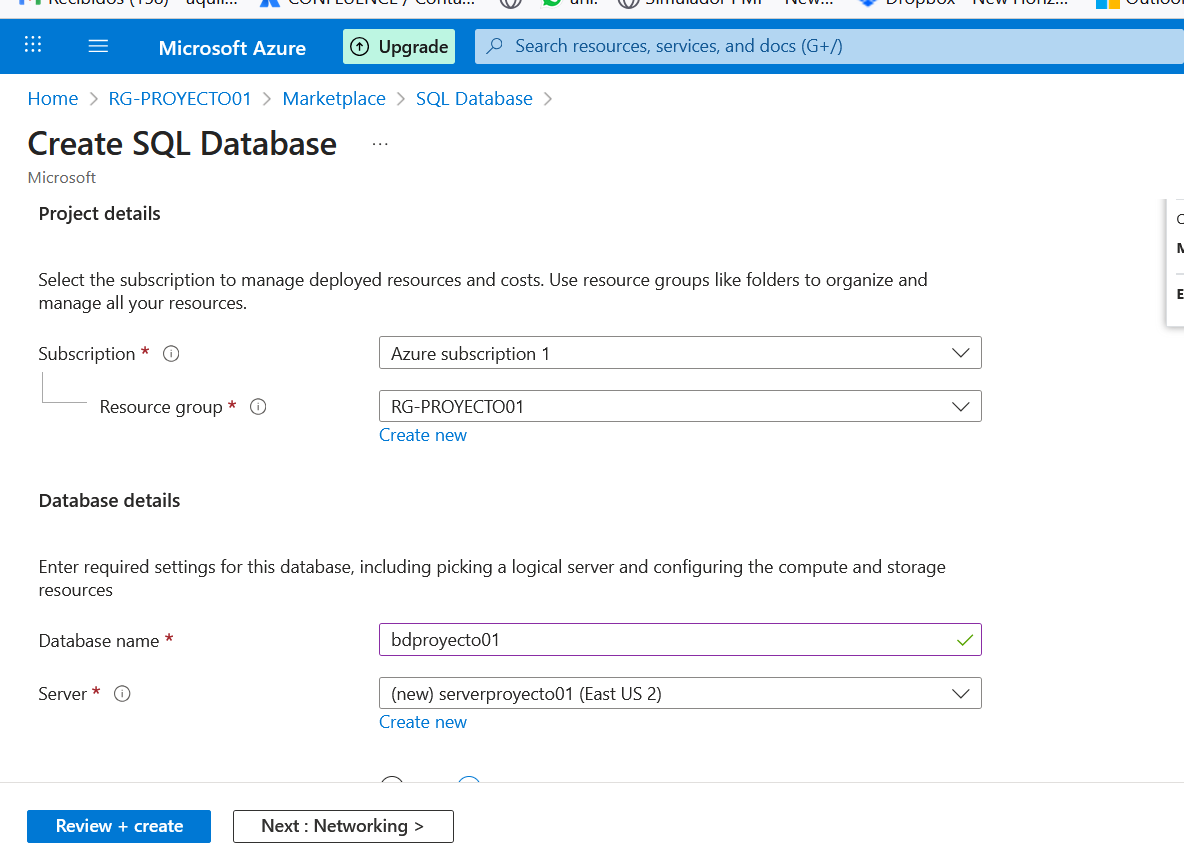 Microsoft Azure
Upgrade
Search resources, services, and docs (G+/)
Home > RG-PROYECTO01 > Marketplace > SQL Database >
Create SQL Database ...
Microsoft
Project details
Select the subscription to manage deployed resources and costs. Use resource groups like folders to organize and
manage all your resources.
Subscription *
Azure subscription 1
Resource group *
RG-PROYECTO01
Create new
Database details
Enter required settings for this database, including picking a logical server and configuring the compute and storage
resources
Database name *
bdproyecto01
Server *
(new) serverproyecto01 (East US 2)
Create new
Review + create
Next : Networking >